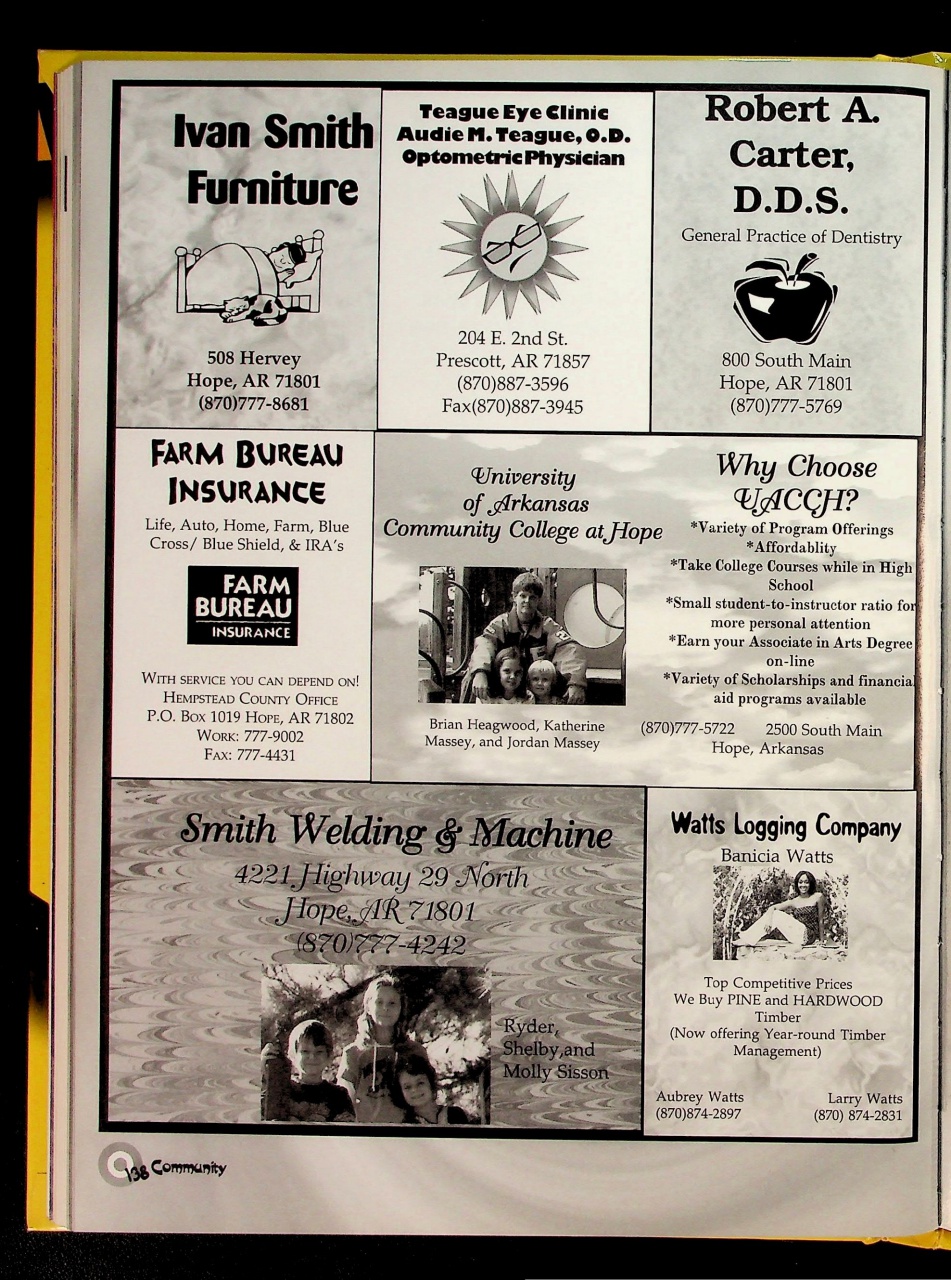 Ivan Smith
Furniture
508 Hervey
Hope, AR 71801
(870)777-8681
Teague Eye Clinic
Audie M. Teague, O.D.
Optometric Physician
204 E. 2nd St.
Prescott, AR 71857
(870)887-3596
Fax(870)887-3945
Robert A.
Carter,
D.D.S.
General Practice of Dentistry
800 South Main
Hope, AR 71801
(870)777-5769
FARM BUREAU
INSURANCE
Life, Auto, Home, Farm, Blue
Cross/ Blue Shield, & IRA's
FARM
BUREAU
INSURANCE
WITH SERVICE YOU CAN DEPEND ON!
HEMPSTEAD COUNTY OFFICE
P.O. BOX 1019 HOPE, AR 71802
WORK: 777-9002
FAX: 777-4431
University
of Arkansas
Community College at Hope
Brian Heagwood, Katherine
Massey, and Jordan Massey
Why Choose
UACCH?
*Variety of Program Offerings
*Affordablity
*Take College Courses while in High
School
*Small student-to-instructor ratio for
more personal attention
*Earn your Associate in Arts Degree
on-line
*Variety of Scholarships and financial
aid programs available
(870)777-5722 2500 South Main
Hope, Arkansas
Smith Welding & Machine
4221 Highway 29 North
Hope, AR 71801
(870)777-4242
Ryder,
Shelby,and
Molly Sisson
Watts Logging Company
Banicia Watts
Top Competitive Prices
We Buy PINE and HARDWOOD
Timber
(Now offering Year-round Timber
Management)
Aubrey Watts
(870)874-2897
Larry Watts
(870) 874-2831
138 Community